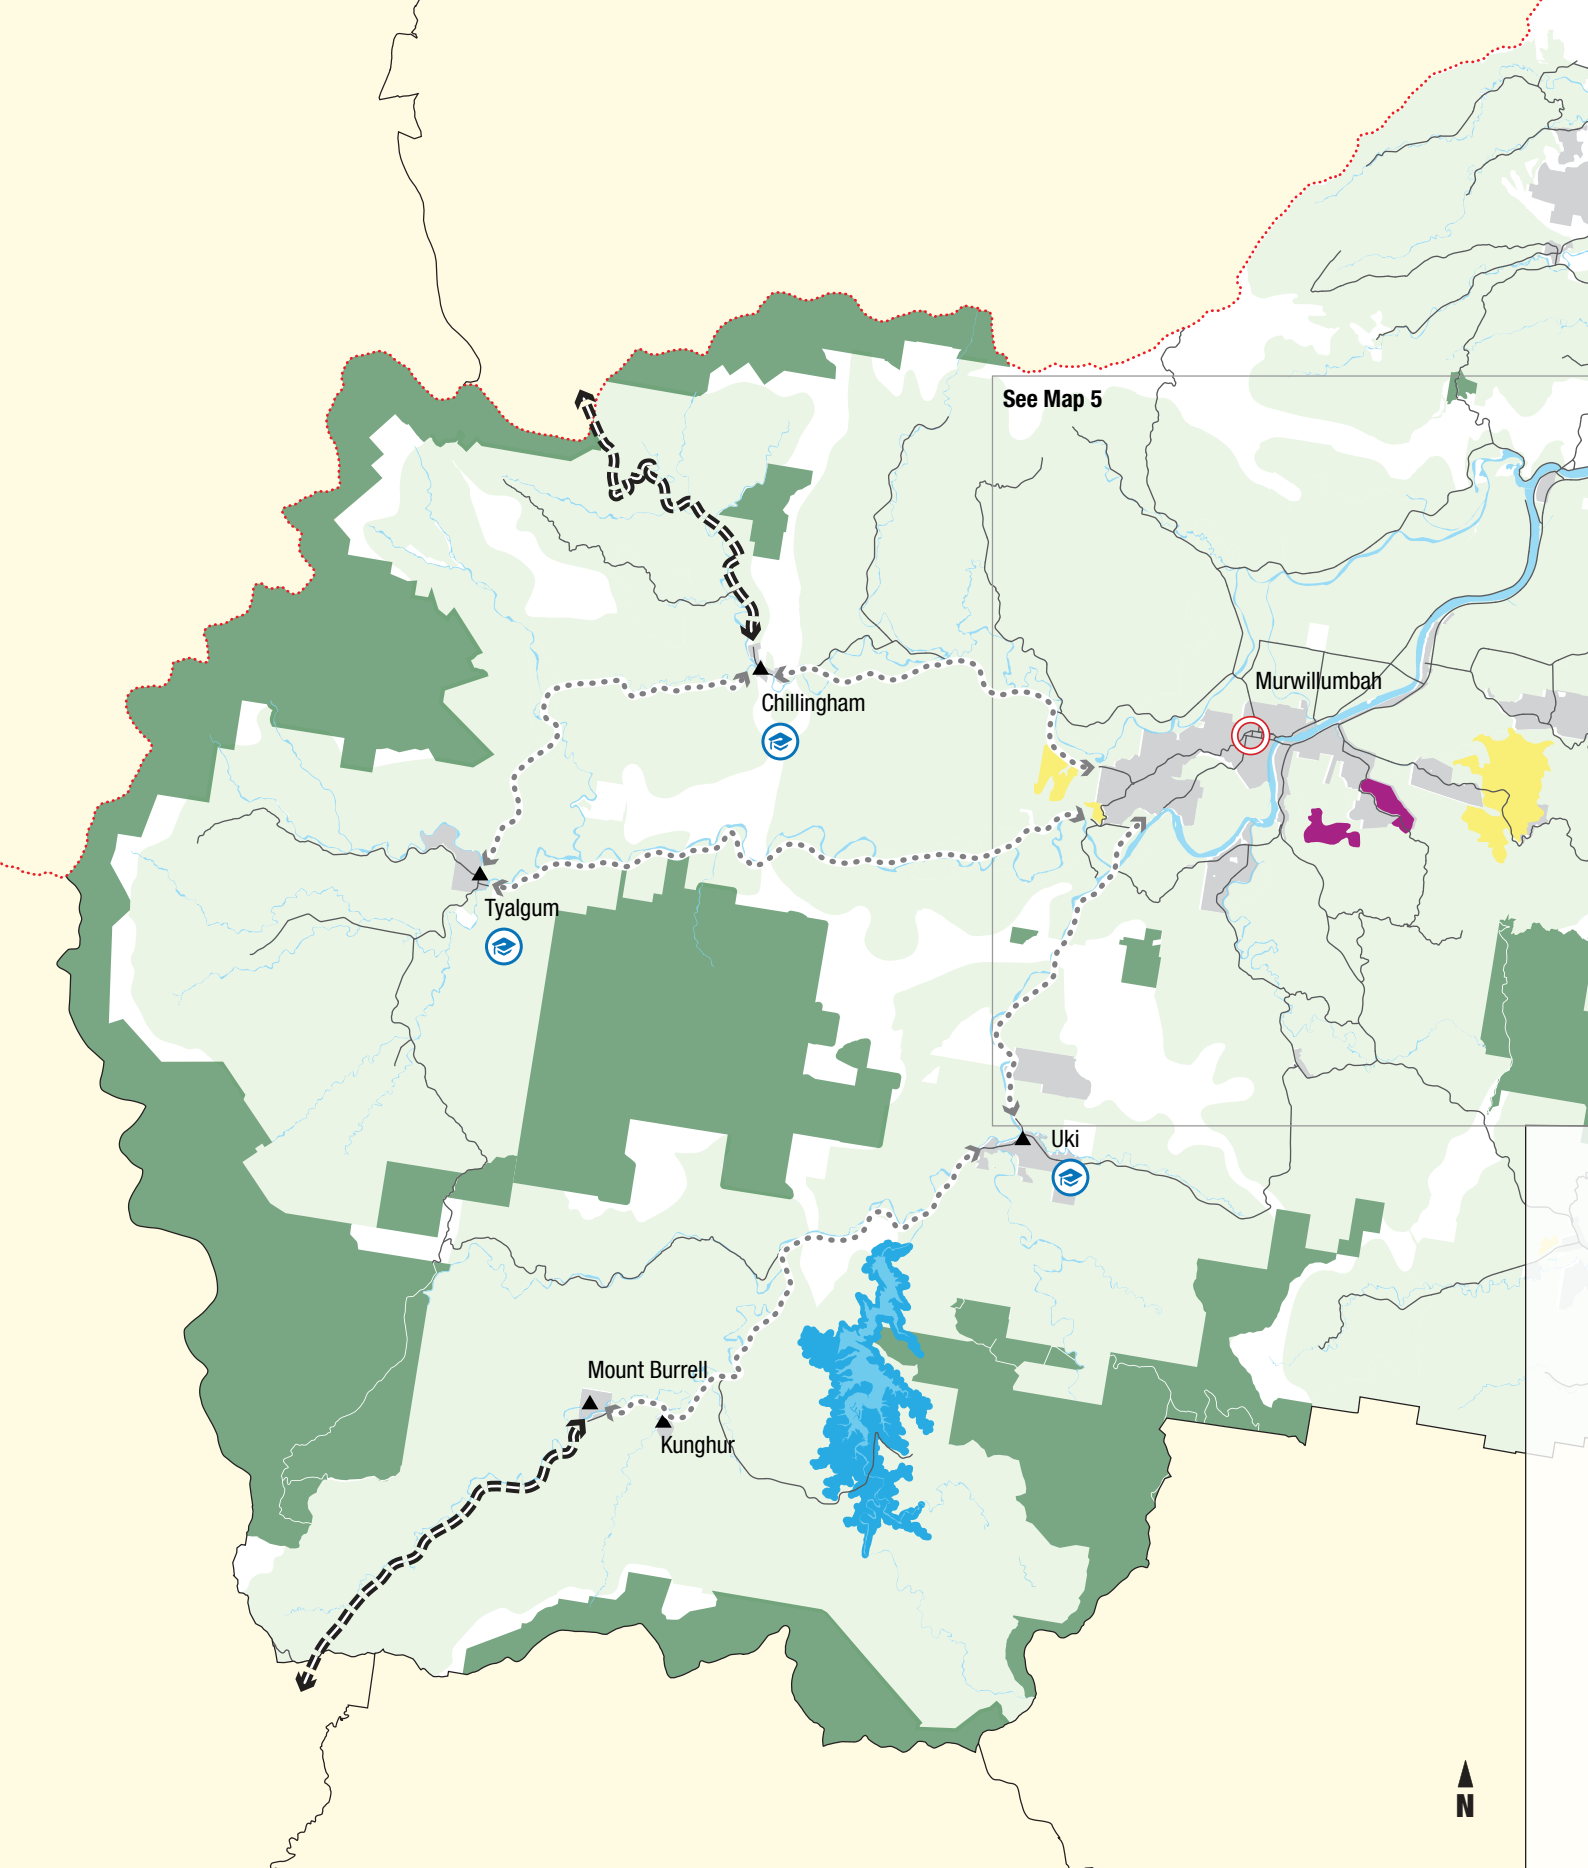 See Map 5
Murwillumbah
Chillingham
Tyalgum
Uki
Mount Burrell
Kunghur
N